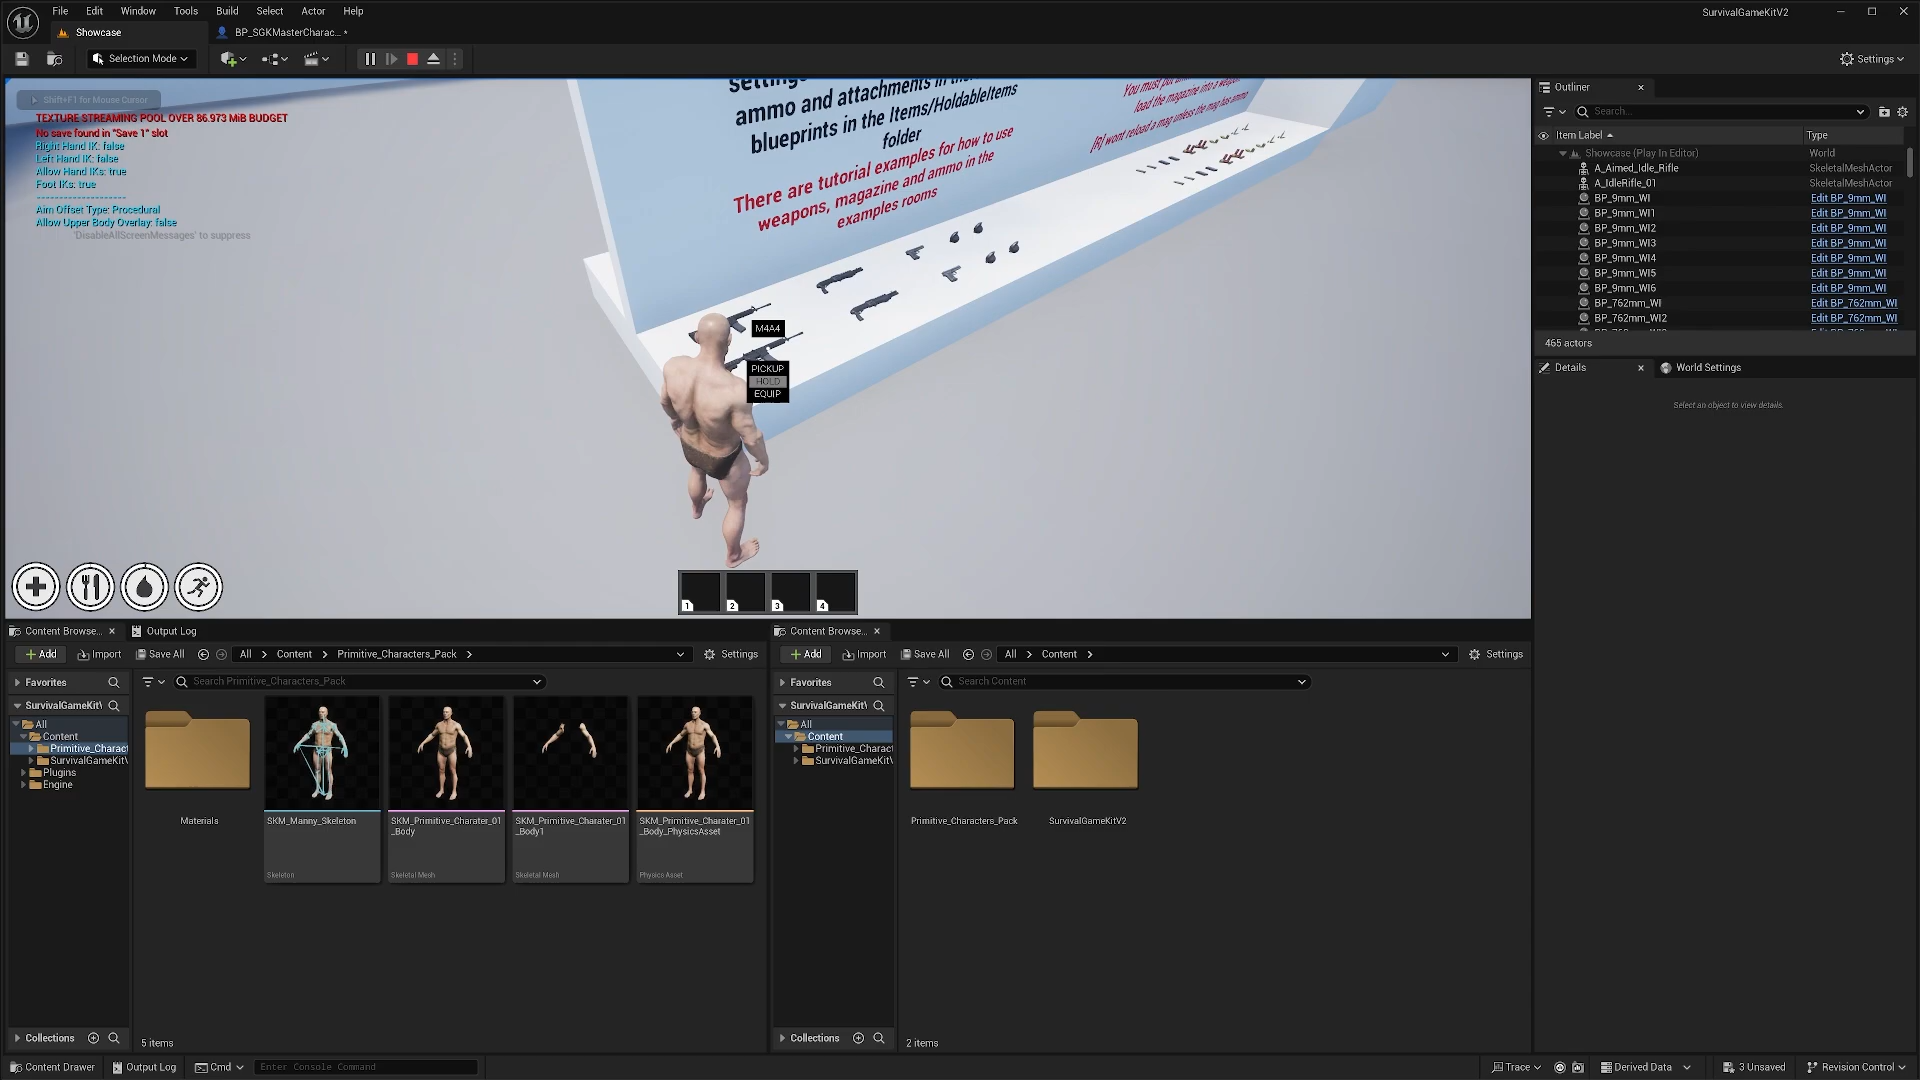 File Edit Window Tools Build Select Actor Help
SurvivalGameKitV2
Showcase
BP_SGKMasterCharac... *
Selection Mode
Settings
Shift+F1 for Mouse Cursor
TEXTURE STREAMING POOL OVER 86.973 MiB BUDGET
No save found in "Save 1" slot
Right Hand IK: false
Left Hand IK: false
Allow Hand IKs: true
Foot IKs: true
--------------------
Aim Offset Type: Procedural
Allow Upper Body Overlay: false
'DisableAllScreenMessages' to suppress
ammo and attachments in
blueprints in the Items/HoldableItems
folder
There are tutorial examples for how to use
weapons, magazine and ammo in the
examples rooms
You must put
load the magazine into a
[R] wont reload a mag unless the mag has ammo
M4A4
PICKUP
HOLD
EQUIP
1 2 3 4
Outliner
Search...
Item Label Type
Showcase (Play In Editor) World
A_Aimed_Idle_Rifle SkeletalMeshActor
A_IdleRifle_01 SkeletalMeshActor
BP_9mm_WI Edit BP_9mm_WI
BP_9mm_WI1 Edit BP_9mm_WI
BP_9mm_WI2 Edit BP_9mm_WI
BP_9mm_WI3 Edit BP_9mm_WI
BP_9mm_WI4 Edit BP_9mm_WI
BP_9mm_WI5 Edit BP_9mm_WI
BP_9mm_WI6 Edit BP_9mm_WI
BP_762mm_WI Edit BP_762mm_WI
BP_762mm_WI2 Edit BP_762mm_WI
465 actors
Details World Settings
Select an object to view details.
Content Browse... Output Log
Add Import Save All All Content Primitive_Characters_Pack Settings
Favorites
Search Primitive_Characters_Pack
SurvivalGameKit\
All
Content
Primitive_Charact
SurvivalGameKit\
Plugins
Engine
Materials
SKM_Manny_Skeleton
Skeleton
SKM_Primitive_Charater_01
_Body
Skeletal Mesh
SKM_Primitive_Charater_01
_Body1
Skeletal Mesh
SKM_Primitive_Charater_01
_Body_PhysicsAsset
Physics Asset
Collections
5 items
Content Browse...
Add Import Save All All Content Settings
Favorites
Search Content
SurvivalGameKit\
All
Content
Primitive_Charact
SurvivalGameKit\
Primitive_Characters_Pack
SurvivalGameKitV2
Collections
2 items
Content Drawer Output Log Cmd Enter Console Command Trace Derived Data 3 Unsaved Revision Control